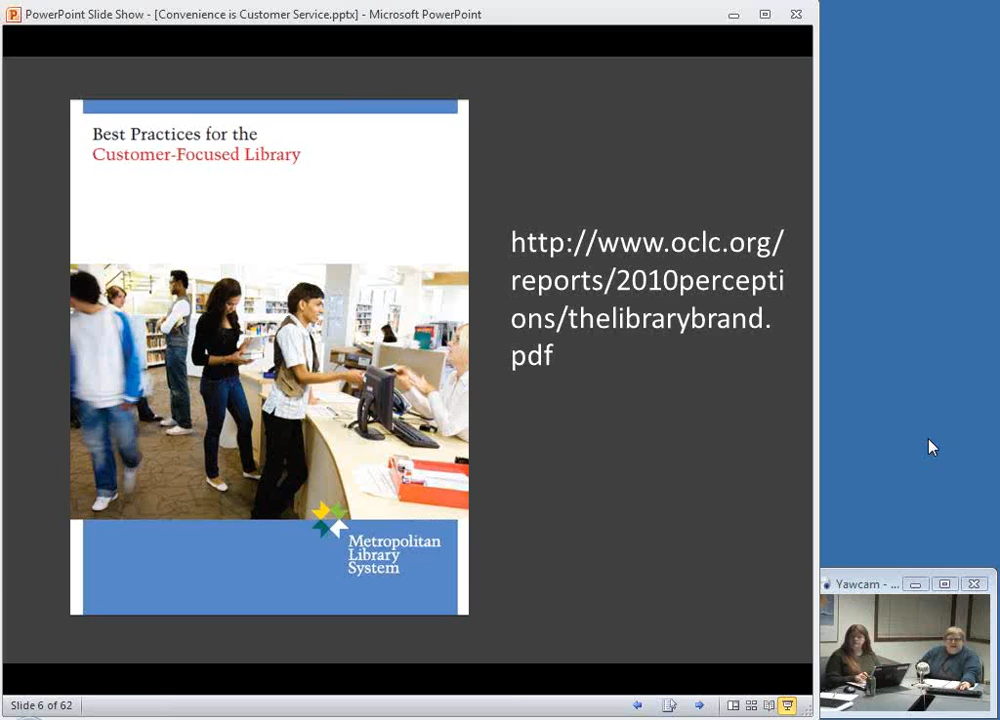 PowerPoint Slide Show - [Convenience is Customer Service.pptx] - Microsoft PowerPoint
Best Practices for the
Customer-Focused Library
http://www.oclc.org/
reports/2010percepti
ons/thelibrarybrand.
pdf
Metropolitan
Library
System
Yawcam - ...
Slide 6 of 62